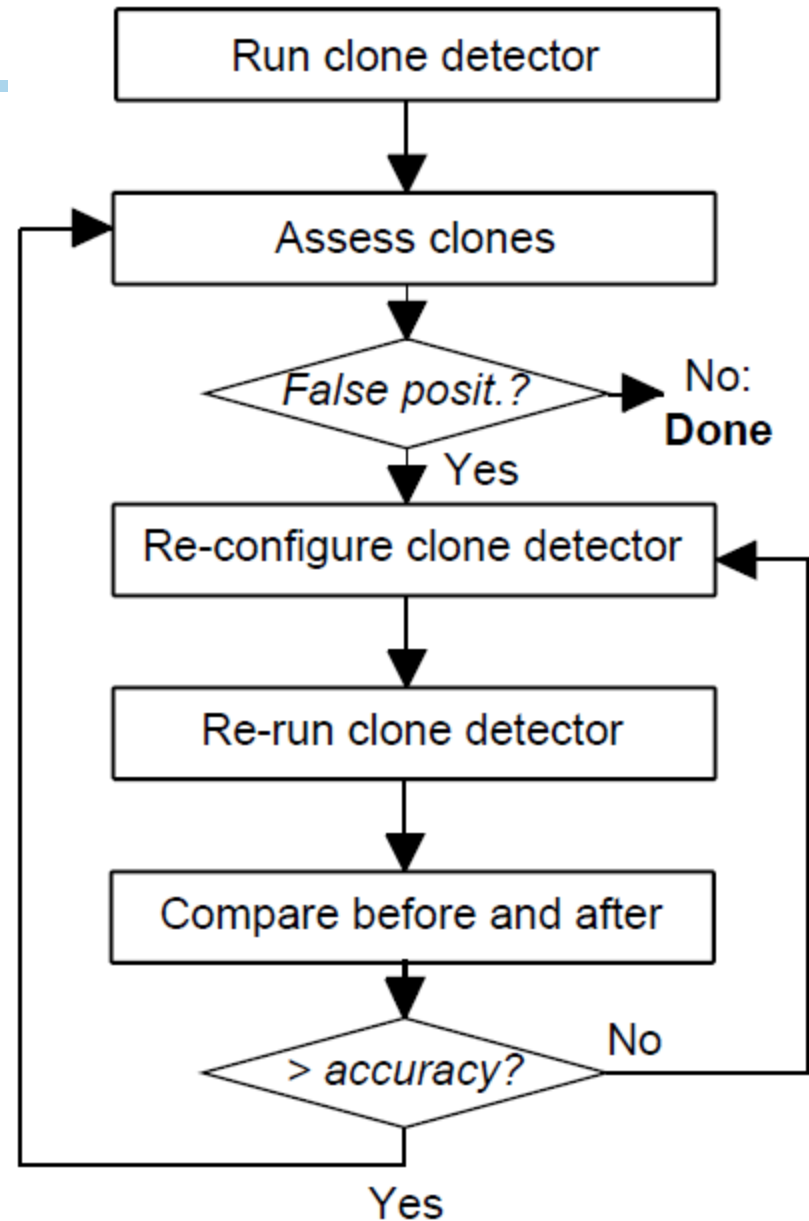 Run clone detector
Assess clones
False posit.?
No:
Done
Yes
Re-configure clone detector
Re-run clone detector
Compare before and after
> accuracy?
No
Yes